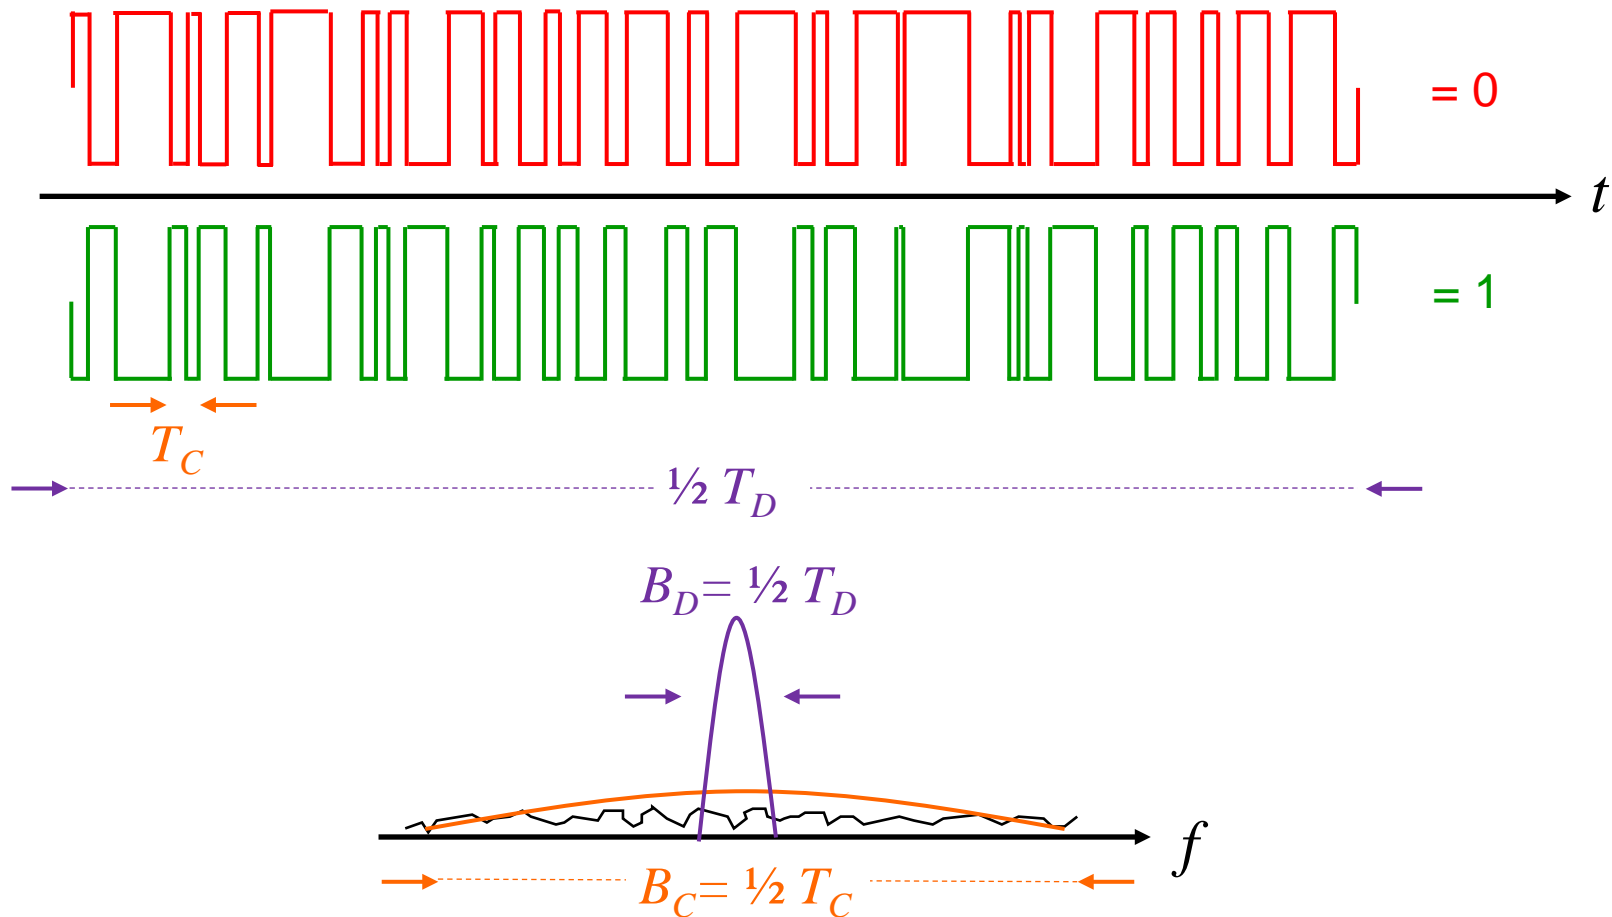 = 0
t
= 1
T_C
½ T_D
B_D= ½ T_D
f
B_C= ½ T_C